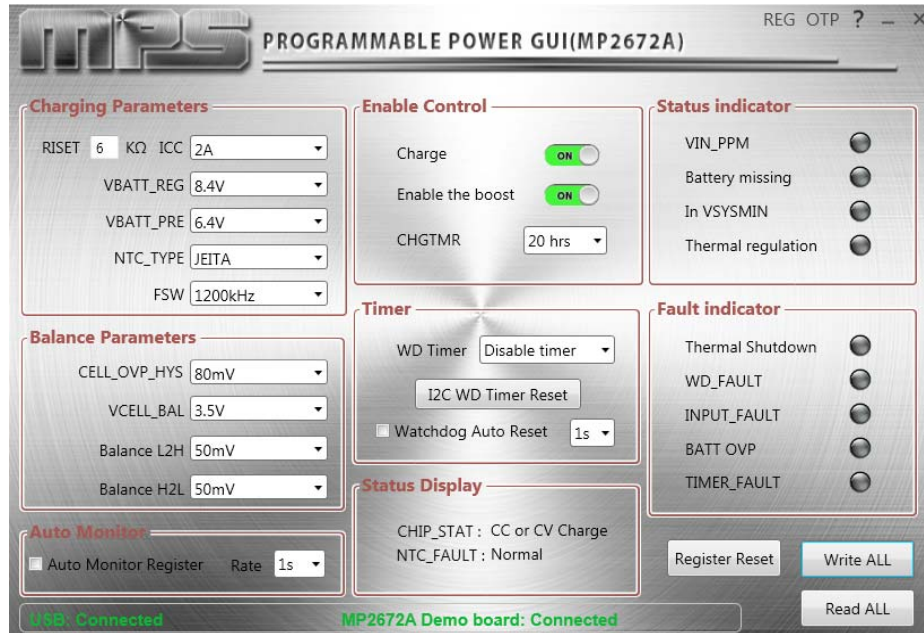 mps
PROGRAMMABLE POWER GUI(MP2672A)
REG OTP ? – ×
Charging Parameters
RISET 6 KΩ ICC 2A
VBATT_REG 8.4V
VBATT_PRE 6.4V
NTC_TYPE JEITA
FSW 1200kHz
Balance Parameters
CELL_OVP_HYS 80mV
VCELL_BAL 3.5V
Balance L2H 50mV
Balance H2L 50mV
Auto Monitor
Auto Monitor Register Rate 1s
Enable Control
Charge ON
Enable the boost ON
CHGTMR 20 hrs
Timer
WD Timer Disable timer
I2C WD Timer Reset
Watchdog Auto Reset 1s
Status Display
CHIP_STAT : CC or CV Charge
NTC_FAULT : Normal
Status indicator
VIN_PPM
Battery missing
In VSYSMIN
Thermal regulation
Fault indicator
Thermal Shutdown
WD_FAULT
INPUT_FAULT
BATT OVP
TIMER_FAULT
Register Reset
Write ALL
Read ALL
USB: Connected
MP2672A Demo board: Connected